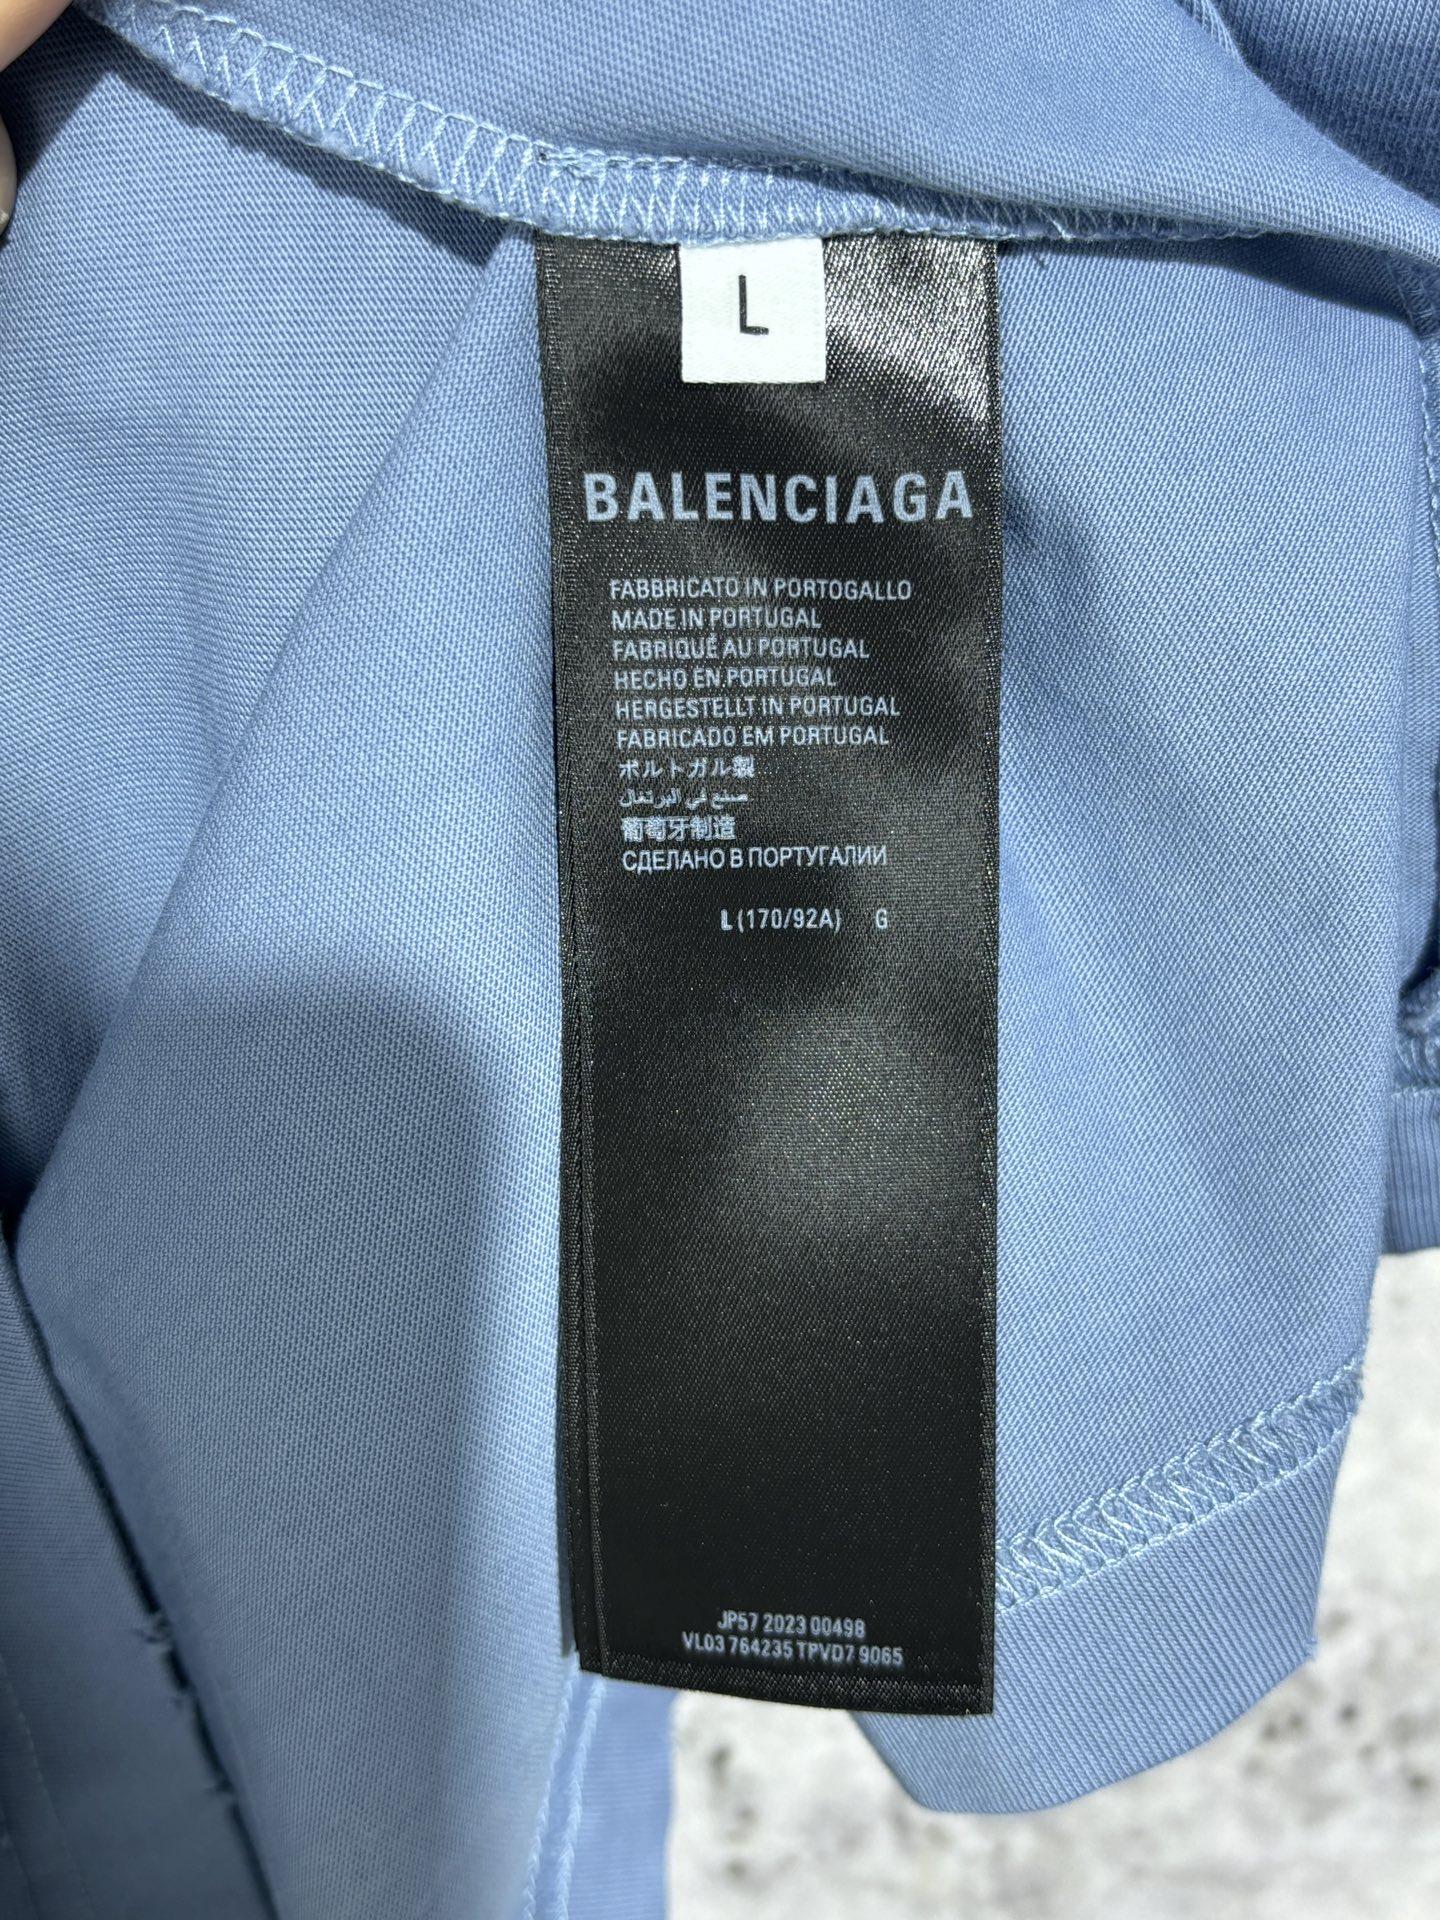 L
BALENCIAGA
FABBRICATO IN PORTOGALLO
MADE IN PORTUGAL
FABRIQUÉ AU PORTUGAL
HECHO EN PORTUGAL
HERGESTELLT IN PORTUGAL
FABRICADO EM PORTUGAL
ポルトガル製
صنع في البرتغال
葡萄牙制造
СДЕЛАНО В ПОРТУГАЛИИ
L (170/92A) G
JP57 2023 00498
VL03 764235 TPVD7 9065